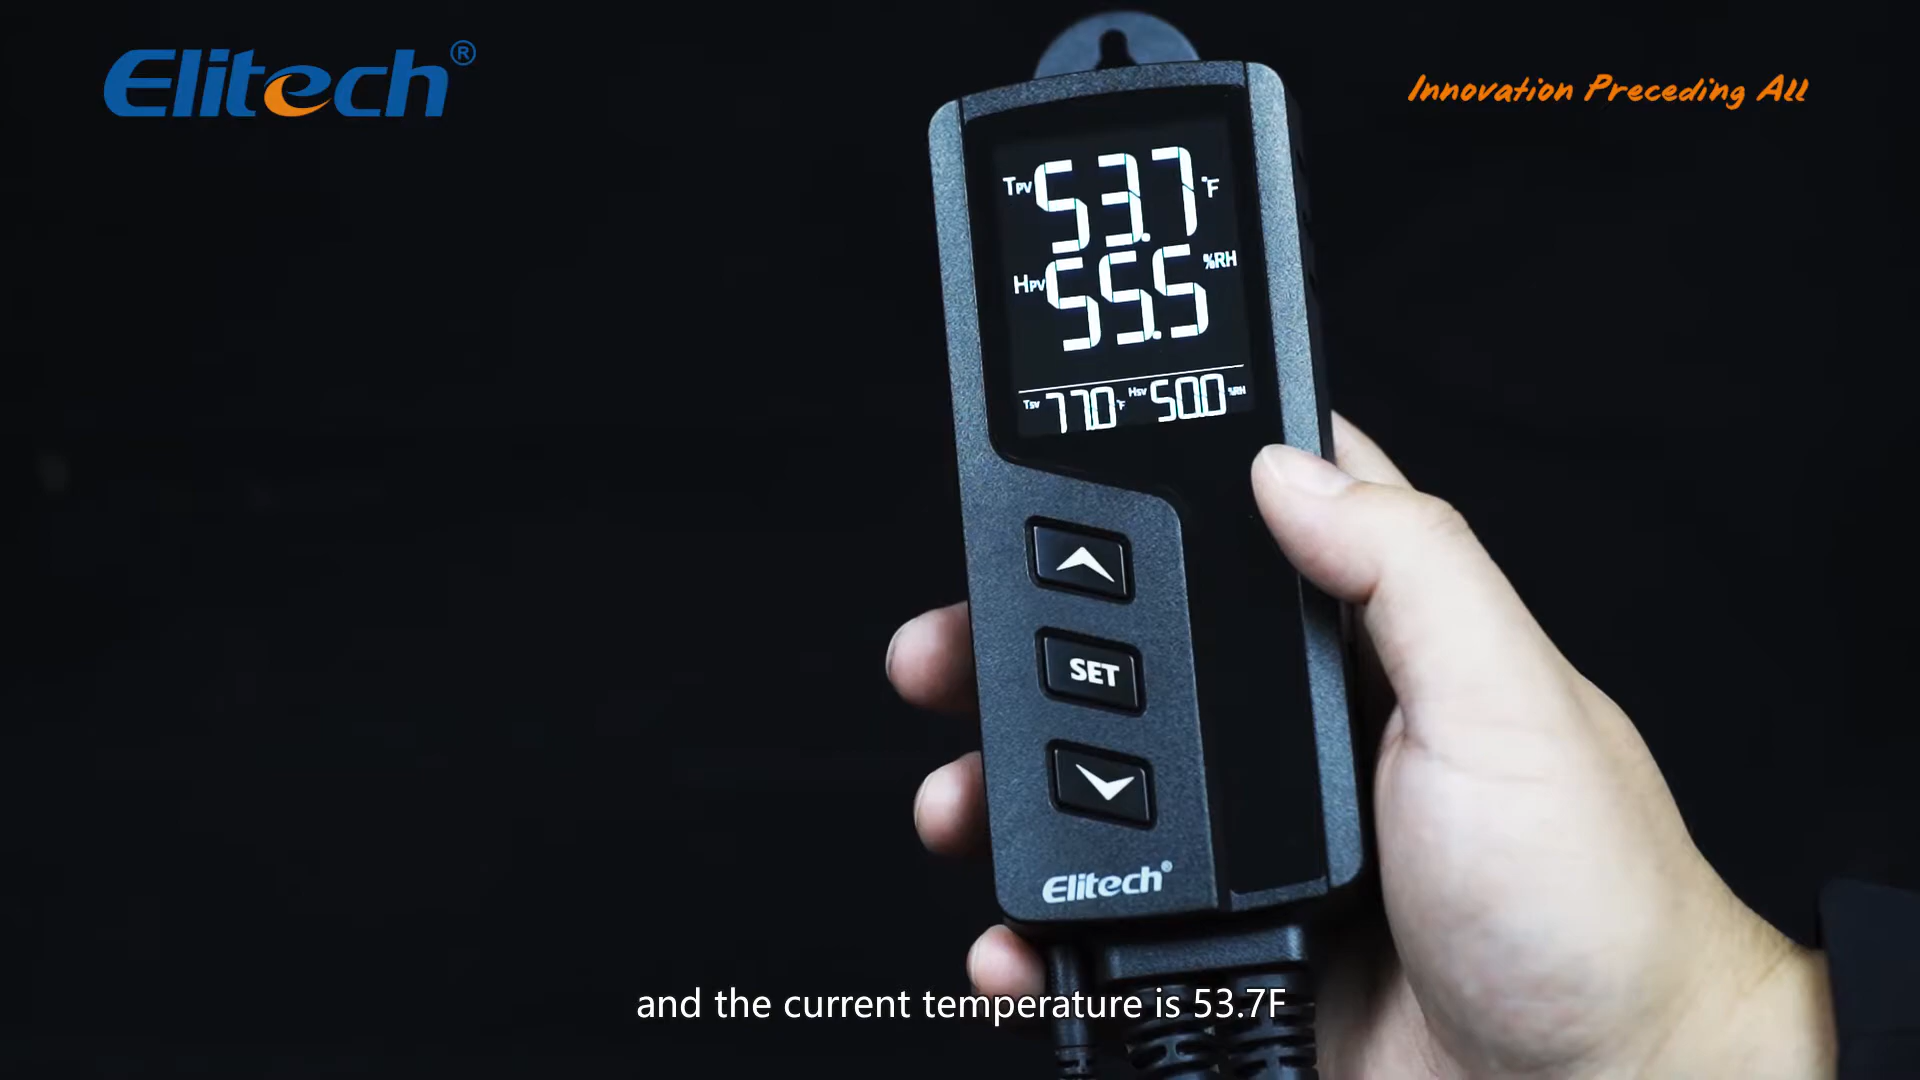 Elitech®
Innovation Preceding All
TPV 53.7 °F
HPV 55.5 %RH
TSV 77.0 °F HSV 50.0 %RH
SET
Elitech®
and the current temperature is 53.7F